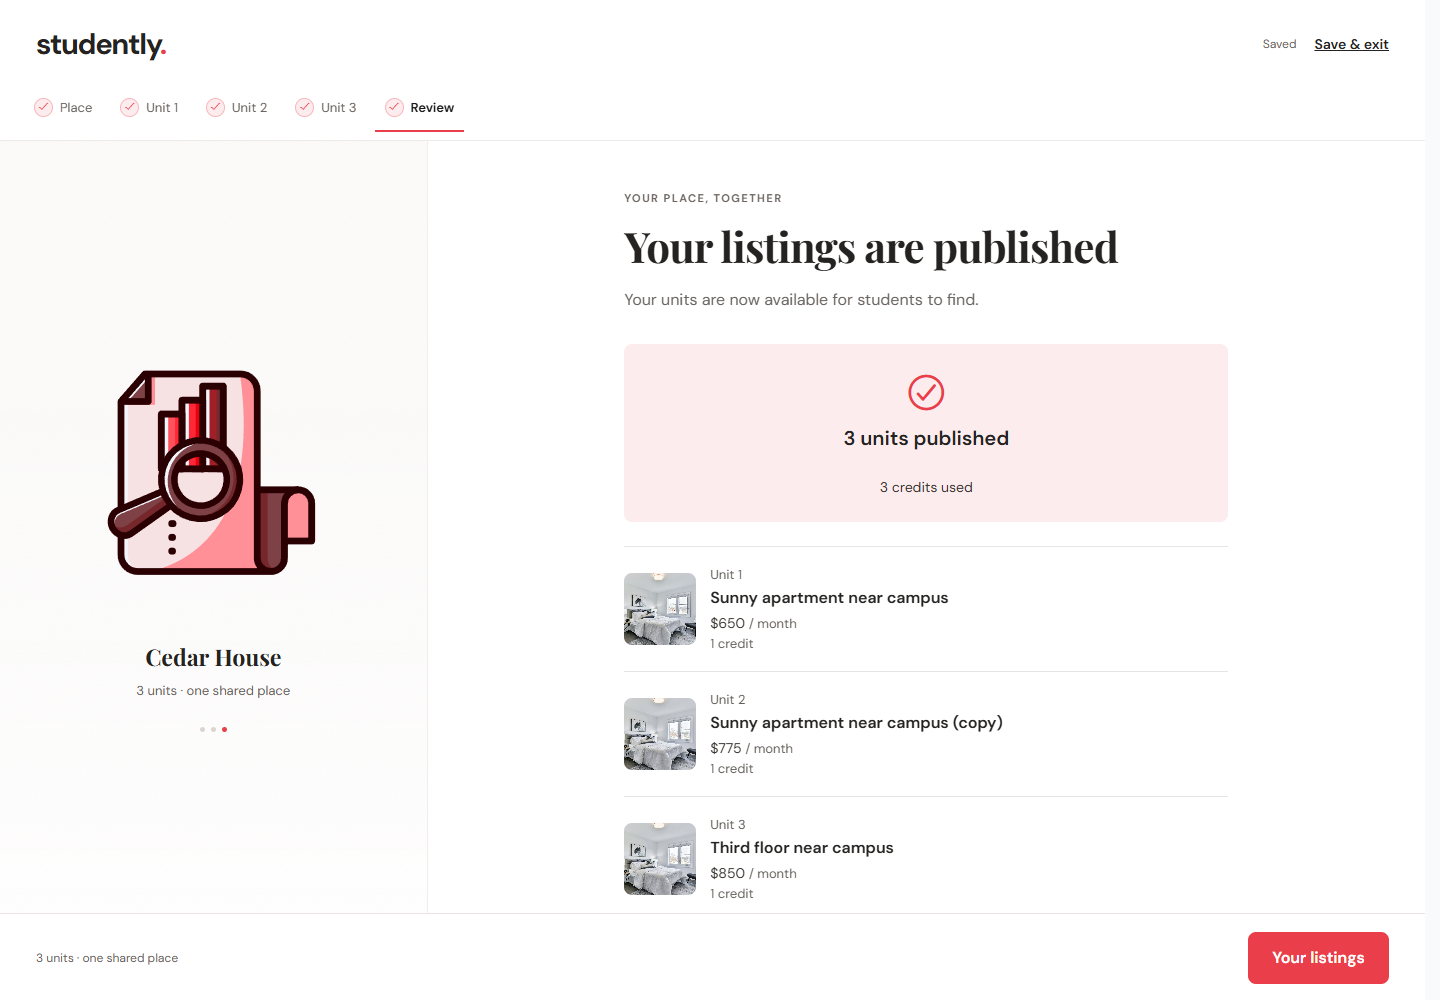 studently.
Saved
Save & exit
Place
Unit 1
Unit 2
Unit 3
Review
YOUR PLACE, TOGETHER
Your listings are published
Your units are now available for students to find.
3 units published
3 credits used
Unit 1
Sunny apartment near campus
$650 / month
1 credit
Unit 2
Sunny apartment near campus (copy)
$775 / month
1 credit
Unit 3
Third floor near campus
$850 / month
1 credit
Cedar House
3 units · one shared place
3 units · one shared place
Your listings